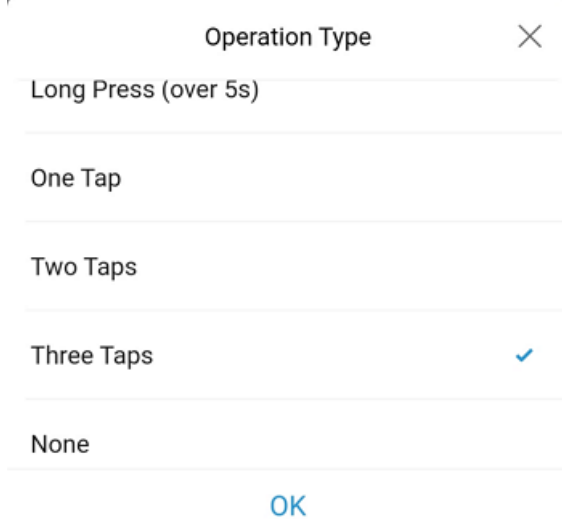 Operation Type
Long Press (over 5s)
One Tap
Two Taps
Three Taps
None
OK